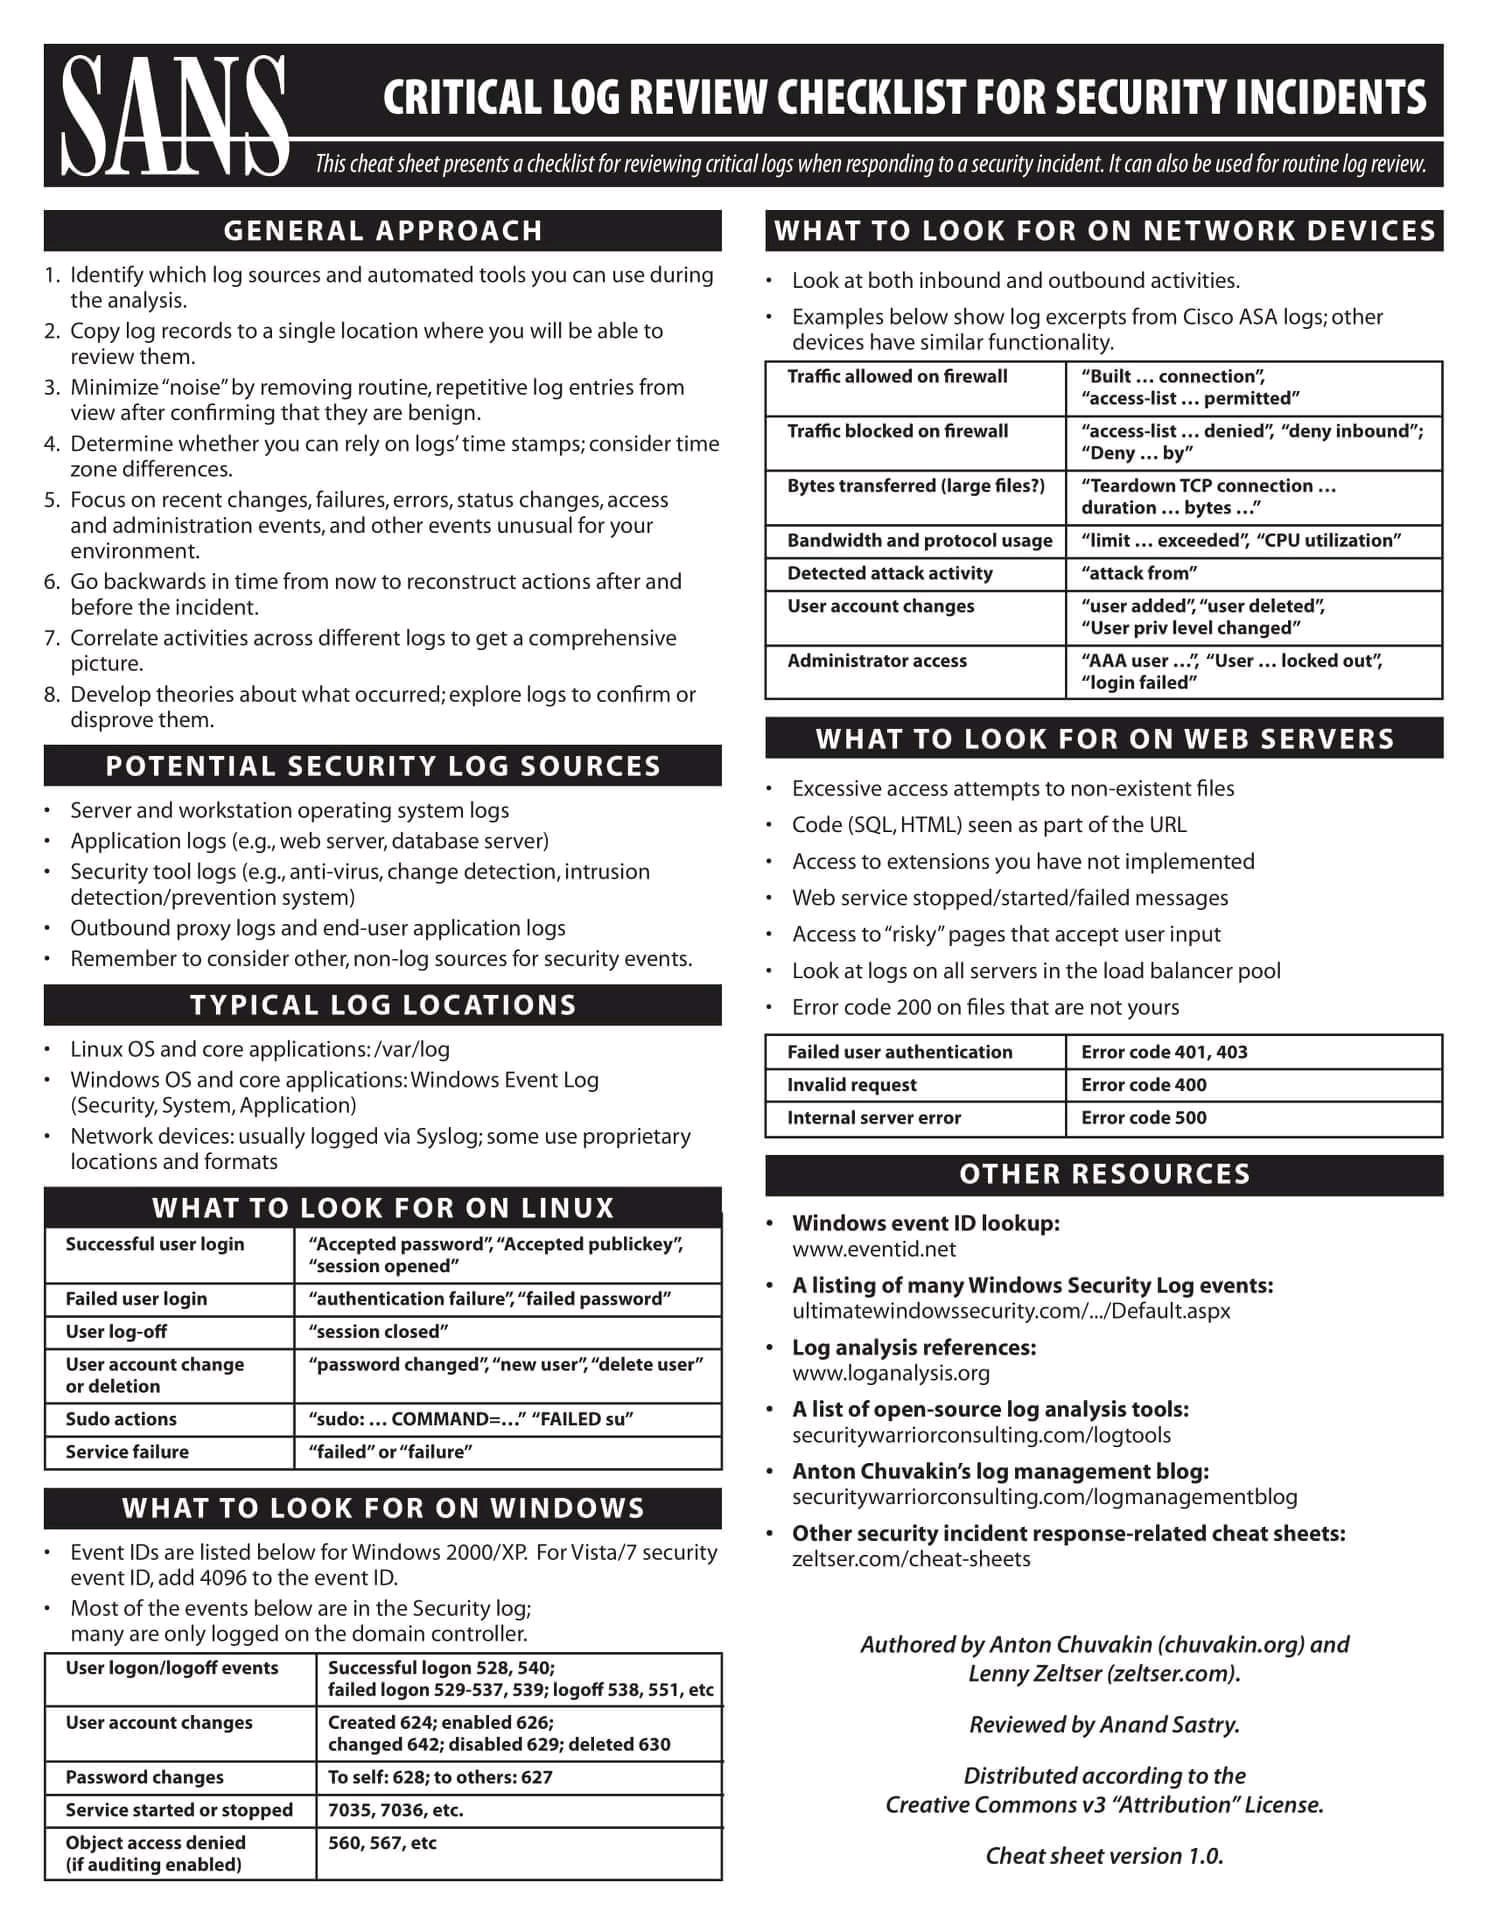 SANS
CRITICAL LOG REVIEW CHECKLIST FOR SECURITY INCIDENTS
This cheat sheet presents a checklist for reviewing critical logs when responding to a security incident. It can also be used for routine log review.
GENERAL APPROACH
1. Identify which log sources and automated tools you can use during
the analysis.
2. Copy log records to a single location where you will be able to
review them.
3. Minimize “noise” by removing routine, repetitive log entries from
view after confirming that they are benign.
4. Determine whether you can rely on logs’ time stamps; consider time
zone differences.
5. Focus on recent changes, failures, errors, status changes, access
and administration events, and other events unusual for your
environment.
6. Go backwards in time from now to reconstruct actions after and
before the incident.
7. Correlate activities across different logs to get a comprehensive
picture.
8. Develop theories about what occurred; explore logs to confirm or
disprove them.
POTENTIAL SECURITY LOG SOURCES
• Server and workstation operating system logs
• Application logs (e.g., web server, database server)
• Security tool logs (e.g., anti-virus, change detection, intrusion
detection/prevention system)
• Outbound proxy logs and end-user application logs
• Remember to consider other, non-log sources for security events.
TYPICAL LOG LOCATIONS
• Linux OS and core applications: /var/log
• Windows OS and core applications: Windows Event Log
(Security, System, Application)
• Network devices: usually logged via Syslog; some use proprietary
locations and formats
WHAT TO LOOK FOR ON LINUX
Successful user login “Accepted password”, “Accepted publickey”,
“session opened”
Failed user login “authentication failure”, “failed password”
User log-off “session closed”
User account change “password changed”, “new user”, “delete user”
or deletion
Sudo actions “sudo: … COMMAND=…” “FAILED su”
Service failure “failed” or “failure”
WHAT TO LOOK FOR ON WINDOWS
• Event IDs are listed below for Windows 2000/XP. For Vista/7 security
event ID, add 4096 to the event ID.
• Most of the events below are in the Security log;
many are only logged on the domain controller.
User logon/logoff events Successful logon 528, 540;
failed logon 529-537, 539; logoff 538, 551, etc
User account changes Created 624; enabled 626;
changed 642; disabled 629; deleted 630
Password changes To self: 628; to others: 627
Service started or stopped 7035, 7036, etc.
Object access denied 560, 567, etc
(if auditing enabled)
WHAT TO LOOK FOR ON NETWORK DEVICES
• Look at both inbound and outbound activities.
• Examples below show log excerpts from Cisco ASA logs; other
devices have similar functionality.
Traffic allowed on firewall “Built … connection”,
“access-list … permitted”
Traffic blocked on firewall “access-list … denied”, “deny inbound”;
“Deny … by”
Bytes transferred (large files?) “Teardown TCP connection …
duration … bytes …”
Bandwidth and protocol usage “limit … exceeded”, “CPU utilization”
Detected attack activity “attack from”
User account changes “user added”, “user deleted”,
“User priv level changed”
Administrator access “AAA user …”, “User … locked out”,
“login failed”
WHAT TO LOOK FOR ON WEB SERVERS
• Excessive access attempts to non-existent files
• Code (SQL, HTML) seen as part of the URL
• Access to extensions you have not implemented
• Web service stopped/started/failed messages
• Access to “risky” pages that accept user input
• Look at logs on all servers in the load balancer pool
• Error code 200 on files that are not yours
Failed user authentication Error code 401, 403
Invalid request Error code 400
Internal server error Error code 500
OTHER RESOURCES
• Windows event ID lookup:
www.eventid.net
• A listing of many Windows Security Log events:
ultimatewindowssecurity.com/.../Default.aspx
• Log analysis references:
www.loganalysis.org
• A list of open-source log analysis tools:
securitywarriorconsulting.com/logtools
• Anton Chuvakin’s log management blog:
securitywarriorconsulting.com/logmanagementblog
• Other security incident response-related cheat sheets:
zeltser.com/cheat-sheets
Authored by Anton Chuvakin (chuvakin.org) and
Lenny Zeltser (zeltser.com).
Reviewed by Anand Sastry.
Distributed according to the
Creative Commons v3 “Attribution” License.
Cheat sheet version 1.0.